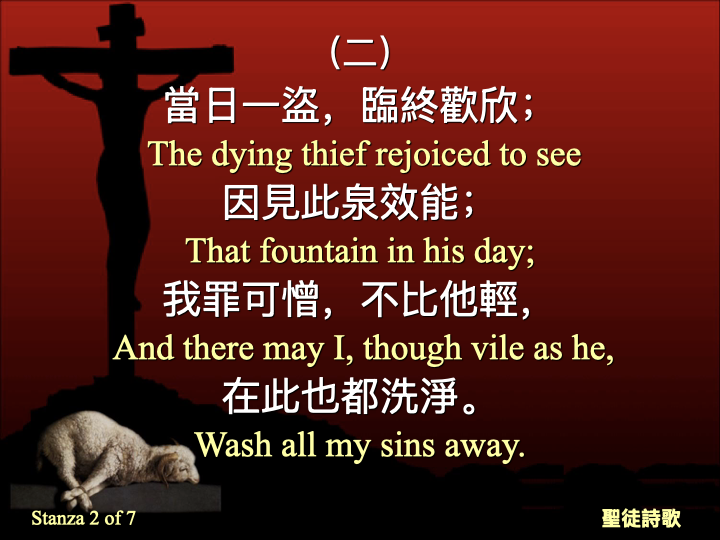 (二)
當日一盜，臨終歡欣；
The dying thief rejoiced to see
因見此泉效能；
That fountain in his day;
我罪可憎，不比他輕，
And there may I, though vile as he,
在此也都洗淨。
Wash all my sins away.
Stanza 2 of 7
聖徒詩歌